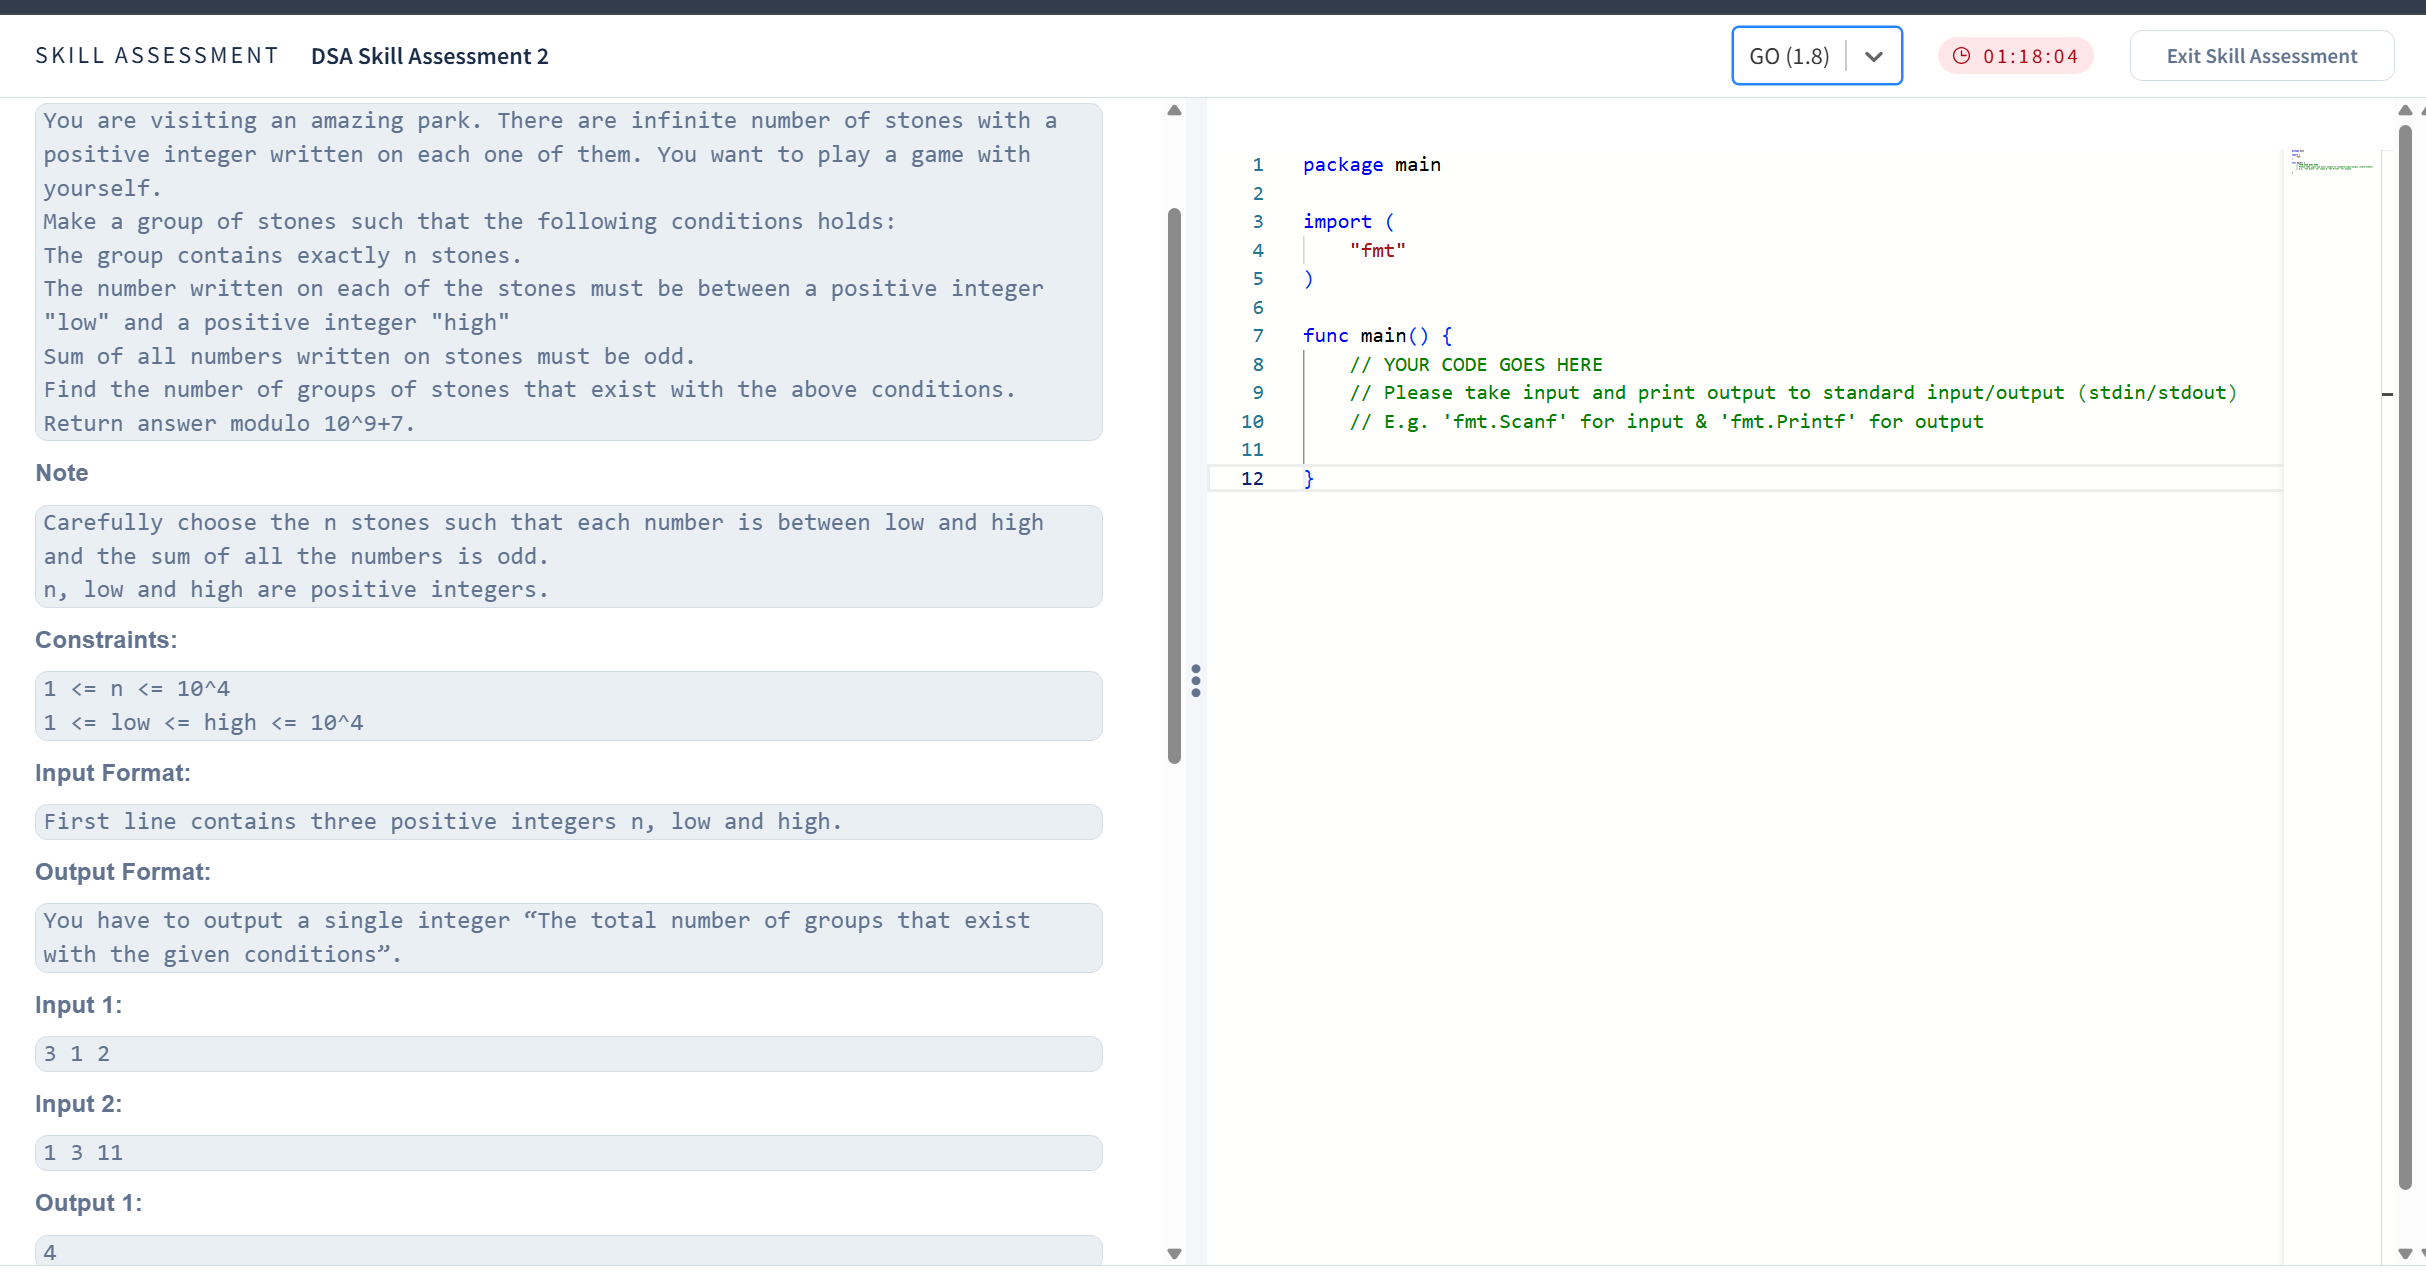 SKILL ASSESSMENT DSA Skill Assessment 2 GO (1.8) 01:18:04 Exit Skill Assessment
You are visiting an amazing park. There are infinite number of stones with a
positive integer written on each one of them. You want to play a game with
yourself.
Make a group of stones such that the following conditions holds:
The group contains exactly n stones.
The number written on each of the stones must be between a positive integer
"low" and a positive integer "high"
Sum of all numbers written on stones must be odd.
Find the number of groups of stones that exist with the above conditions.
Return answer modulo 10^9+7.
Note
Carefully choose the n stones such that each number is between low and high
and the sum of all the numbers is odd.
n, low and high are positive integers.
Constraints:
1 <= n <= 10^4
1 <= low <= high <= 10^4
Input Format:
First line contains three positive integers n, low and high.
Output Format:
You have to output a single integer “The total number of groups that exist
with the given conditions”.
Input 1:
3 1 2
Input 2:
1 3 11
Output 1:
4
1 package main
2
3 import (
4 "fmt"
5 )
6
7 func main() {
8 // YOUR CODE GOES HERE
9 // Please take input and print output to standard input/output (stdin/stdout)
10 // E.g. 'fmt.Scanf' for input & 'fmt.Printf' for output
11
12 }